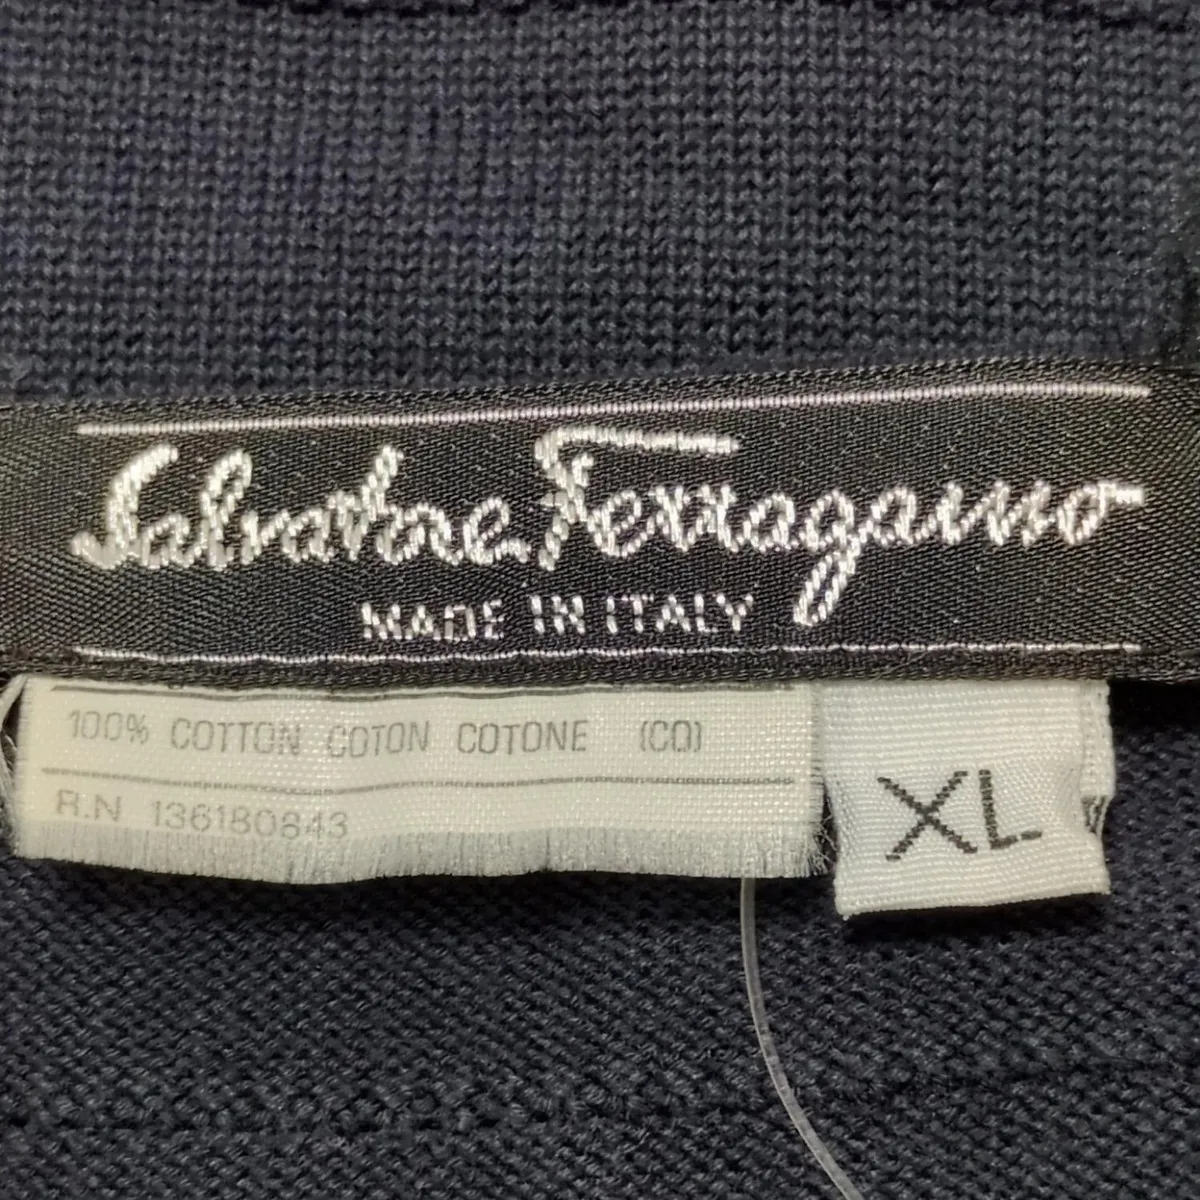 Salvatore Ferragamo
MADE IN ITALY
100% COTTON COTON COTONE (CO)
R.N 136180843
XL